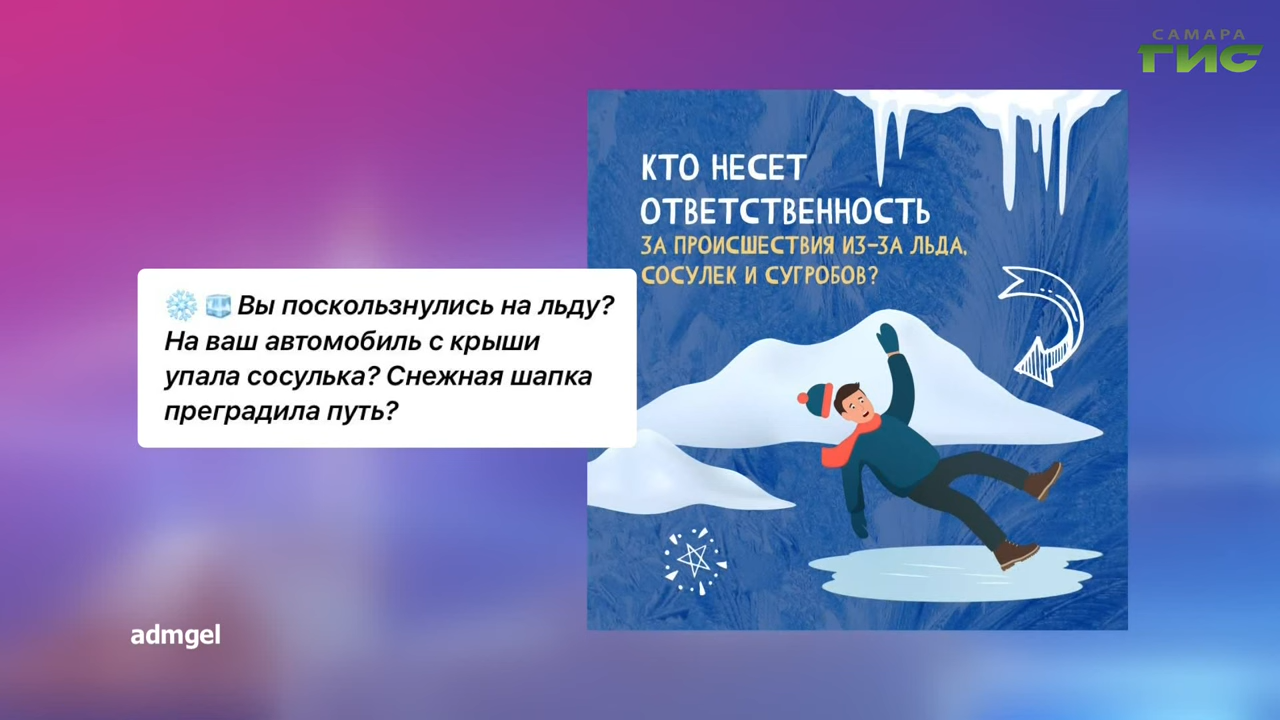 САМАРА
ГИС
КТО НЕСЕТ
ОТВЕТСТВЕННОСТЬ
ЗА ПРОИСШЕСТВИЯ ИЗ-ЗА ЛЬДА,
СОСУЛЕК И СУГРОБОВ?
❄️🧊 Вы поскользнулись на льду?
На ваш автомобиль с крыши
упала сосулька? Снежная шапка
преградила путь?
admgel